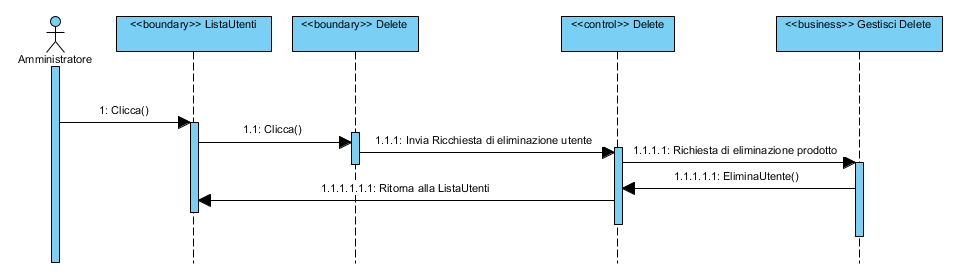 <<boundary>> ListaUtenti
<<boundary>> Delete
<<control>> Delete
<<business>> Gestisci Delete
Amministratore
1: Clicca()
1.1: Clicca()
1.1.1: Invia Ricchiesta di eliminazione utente
1.1.1.1: Richiesta di eliminazione prodotto
1.1.1.1.1: EliminaUtente()
1.1.1.1.1.1: Ritorna alla ListaUtenti